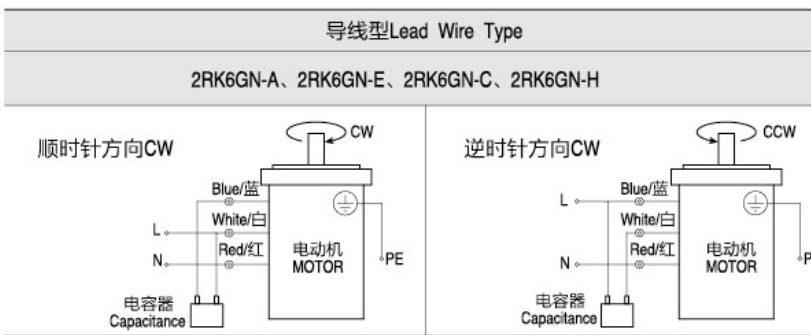 导线型Lead Wire Type
2RK6GN-A、2RK6GN-E、2RK6GN-C、2RK6GN-H
顺时针方向CW
CW
Blue/蓝
L
White/白
N
Red/红
电动机
MOTOR
PE
电容器
Capacitance
逆时针方向CW
CCW
L
Blue/蓝
White/白
N
Red/红
电动机
MOTOR
P
电容器
Capacitance